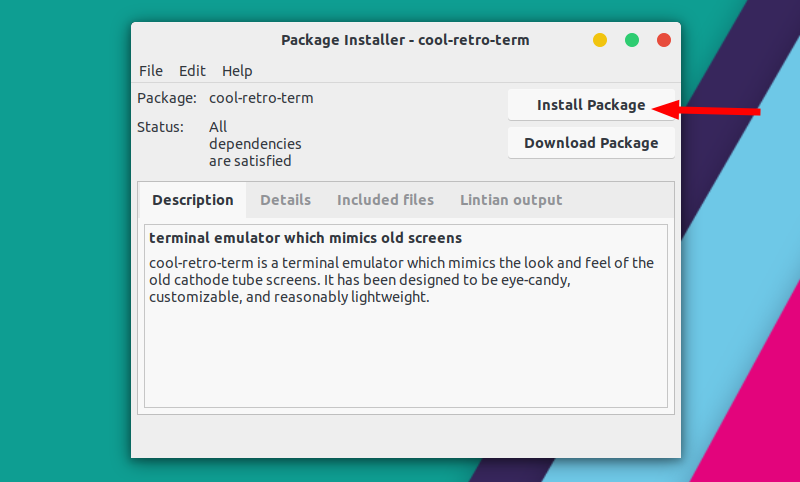 Package Installer - cool-retro-term
File Edit Help
Package: cool-retro-term
Install Package
Status: All
dependencies
are satisfied
Download Package
Description Details Included files Lintian output
terminal emulator which mimics old screens
cool-retro-term is a terminal emulator which mimics the look and feel of the
old cathode tube screens. It has been designed to be eye-candy,
customizable, and reasonably lightweight.